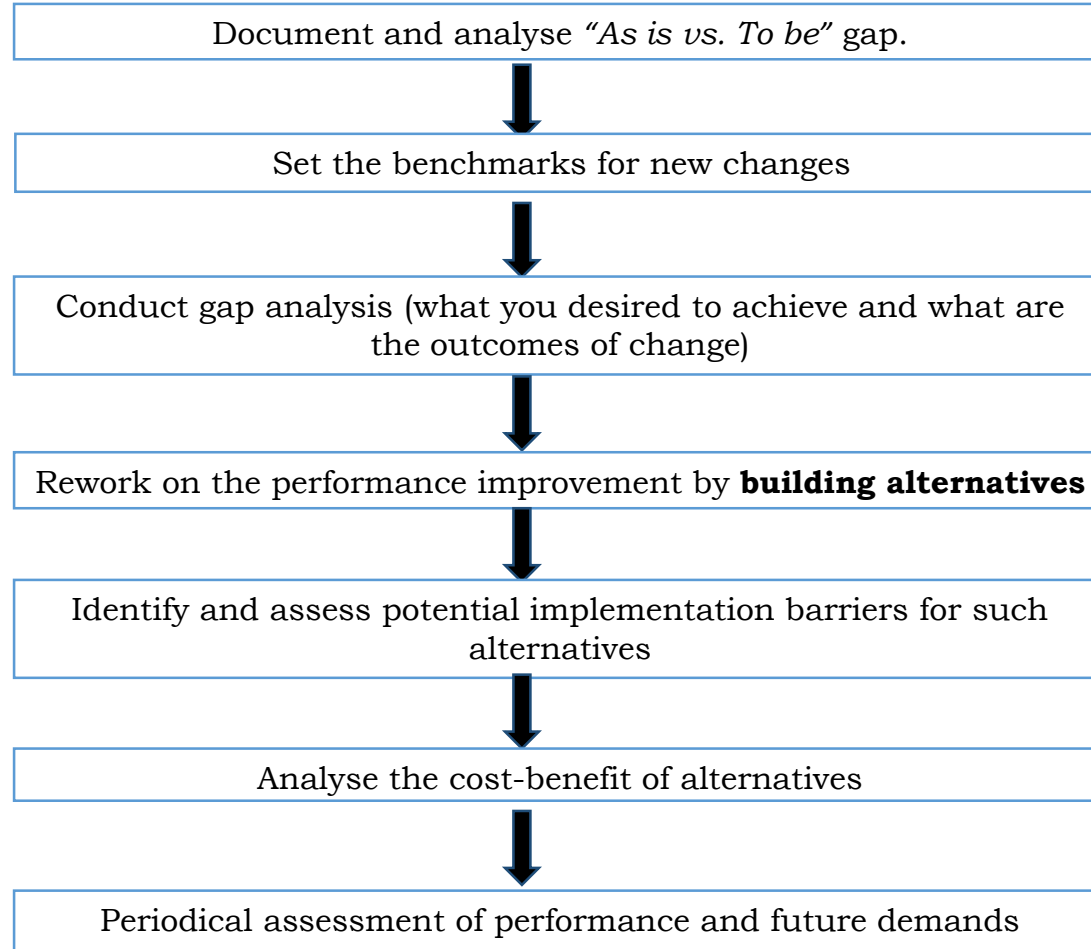 Document and analyse “As is vs. To be” gap.
Set the benchmarks for new changes
Conduct gap analysis (what you desired to achieve and what are
the outcomes of change)
Rework on the performance improvement by building alternatives
Identify and assess potential implementation barriers for such
alternatives
Analyse the cost-benefit of alternatives
Periodical assessment of performance and future demands